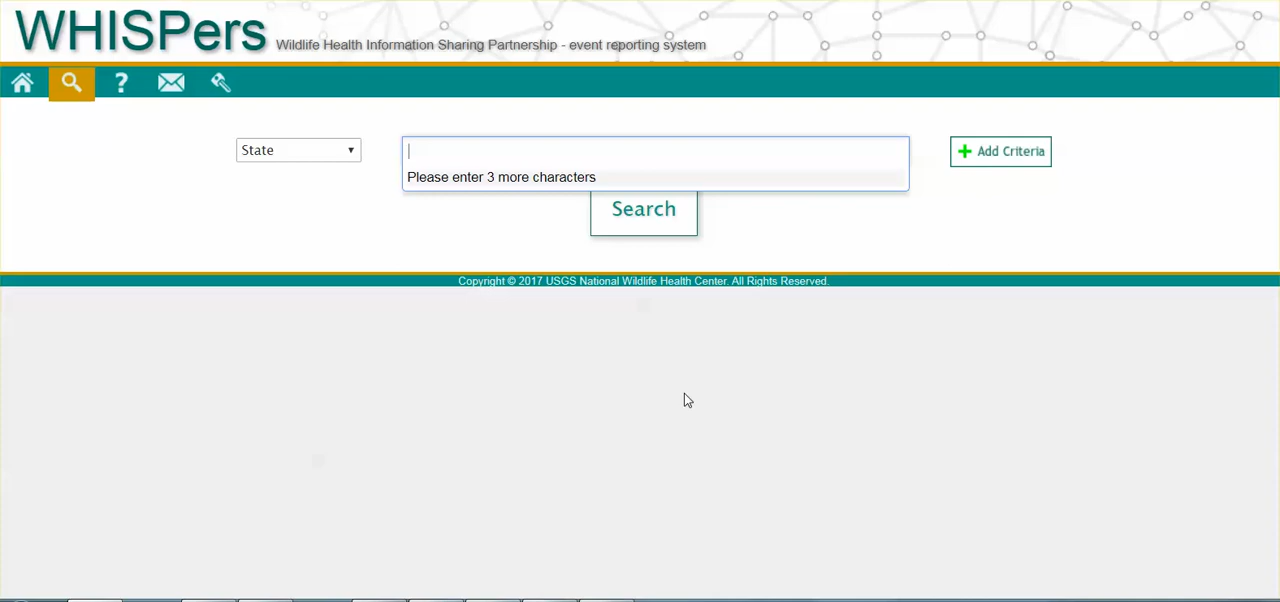 WHISPers Wildlife Health Information Sharing Partnership - event reporting system
?
State
Add Criteria
Please enter 3 more characters
Search
Copyright © 2017 USGS National Wildlife Health Center. All Rights Reserved.